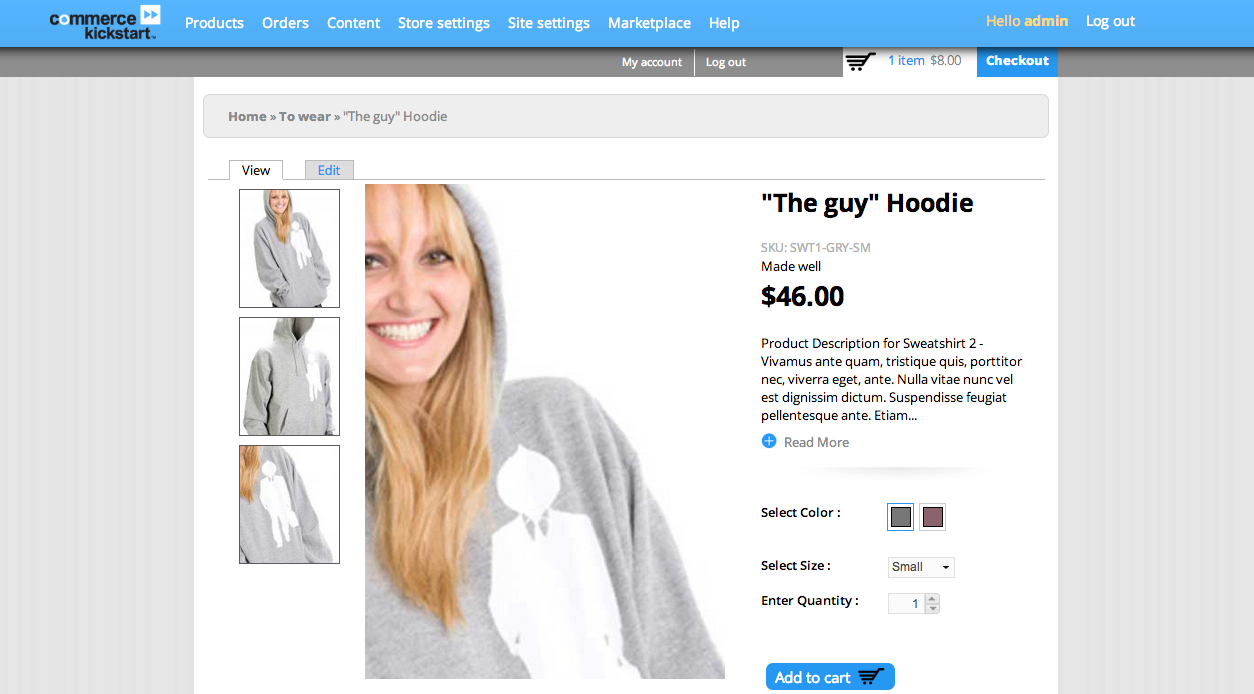 commerce
kickstart™
Products Orders Content Store settings Site settings Marketplace Help
Hello admin Log out
My account Log out
1 item $8.00 Checkout
Home » To wear » "The guy" Hoodie
View Edit
"The guy" Hoodie
SKU: SWT1-GRY-SM
Made well
$46.00
Product Description for Sweatshirt 2 -
Vivamus ante quam, tristique quis, porttitor
nec, viverra eget, ante. Nulla vitae nunc vel
est dignissim dictum. Suspendisse feugiat
pellentesque ante. Etiam...
Read More
Select Color :
Select Size : Small
Enter Quantity : 1
Add to cart